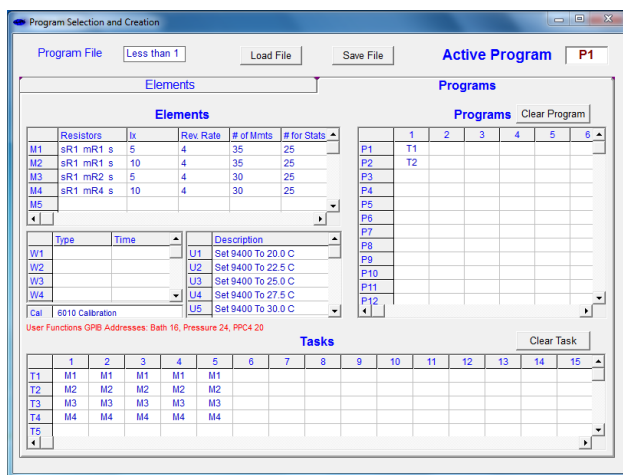 Program Selection and Creation
Program File Less than 1 Load File Save File Active Program P1
Elements Programs
Elements
Resistors Ix Rev. Rate # of Mmts # for Stats
M1 sR1 mR1 s 5 4 35 25
M2 sR1 mR1 s 10 4 35 25
M3 sR1 mR2 s 5 4 30 25
M4 sR1 mR4 s 10 4 30 25
M5
Type Time
W1
W2
W3
W4
Cal 6010 Calibration
Description
U1 Set 9400 To 20.0 C
U2 Set 9400 To 22.5 C
U3 Set 9400 To 25.0 C
U4 Set 9400 To 27.5 C
U5 Set 9400 To 30.0 C
Programs Clear Program
1 2 3 4 5 6
P1 T1
P2 T2
P3
P4
P5
P6
P7
P8
P9
P10
P11
P12
User Functions GPIB Addresses: Bath 16, Pressure 24, PPC4 20
Tasks Clear Task
1 2 3 4 5 6 7 8 9 10 11 12 13 14 15
T1 M1 M1 M1 M1 M1
T2 M2 M2 M2 M2 M2
T3 M3 M3 M3 M3 M3
T4 M4 M4 M4 M4 M4
T5